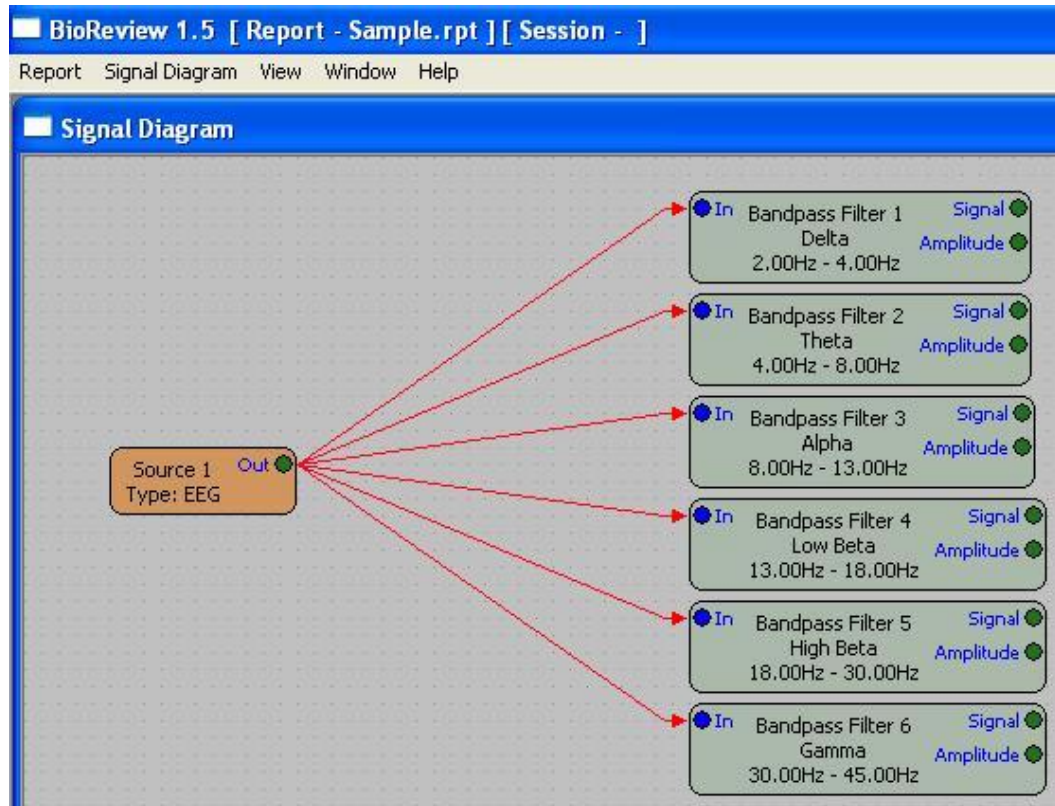 BioReview 1.5 [ Report - Sample.rpt ] [ Session - ]
Report Signal Diagram View Window Help
Signal Diagram
In Bandpass Filter 1 Signal
Delta Amplitude
2.00Hz - 4.00Hz
In Bandpass Filter 2 Signal
Theta Amplitude
4.00Hz - 8.00Hz
In Bandpass Filter 3 Signal
Alpha Amplitude
8.00Hz - 13.00Hz
Source 1 Out
Type: EEG
In Bandpass Filter 4 Signal
Low Beta Amplitude
13.00Hz - 18.00Hz
In Bandpass Filter 5 Signal
High Beta Amplitude
18.00Hz - 30.00Hz
In Bandpass Filter 6 Signal
Gamma Amplitude
30.00Hz - 45.00Hz